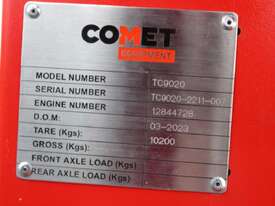 COMET
EQUIPMENT
MODEL NUMBER TC9020
SERIAL NUMBER TC9020-2211-007
ENGINE NUMBER 12844728
D.O.M: 03-2023
TARE (Kgs): 10200
GROSS: (Kgs):
FRONT AXLE LOAD (Kgs)
REAR AXLE LOAD (Kgs)